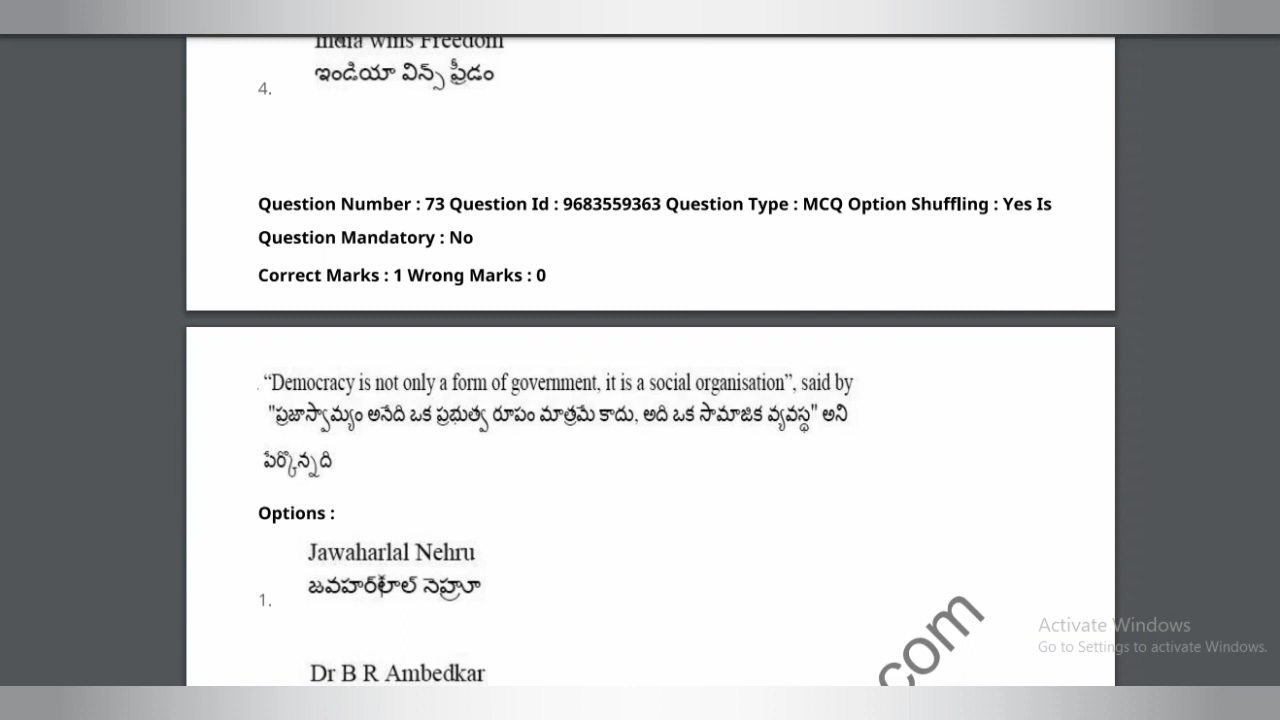 India wins Freedom
ఇండియా విన్స్ ఫ్రీడం
4.
Question Number : 73 Question Id : 9683559363 Question Type : MCQ Option Shuffling : Yes Is
Question Mandatory : No
Correct Marks : 1 Wrong Marks : 0
“Democracy is not only a form of government, it is a social organisation”, said by
"ప్రజాస్వామ్యం అనేది ఒక ప్రభుత్వ రూపం మాత్రమే కాదు, అది ఒక సామాజిక వ్యవస్థ" అని
పేర్కొన్నది
Options :
Jawaharlal Nehru
జవహర్‌లాల్ నెహ్రూ
1.
Dr B R Ambedkar
com
Activate Windows
Go to Settings to activate Windows.